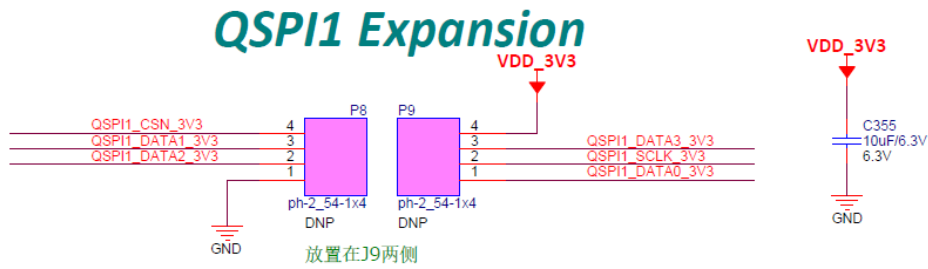 QSPI1 Expansion
VDD_3V3
VDD_3V3
P8
P9
QSPI1_CSN_3V3
4
4
QSPI1_DATA1_3V3
3
3
QSPI1_DATA3_3V3
QSPI1_DATA2_3V3
2
2
QSPI1_SCLK_3V3
1
1
QSPI1_DATA0_3V3
C355
10uF/6.3V
6.3V
ph-2_54-1x4
ph-2_54-1x4
DNP
DNP
GND
GND
放置在J9两侧